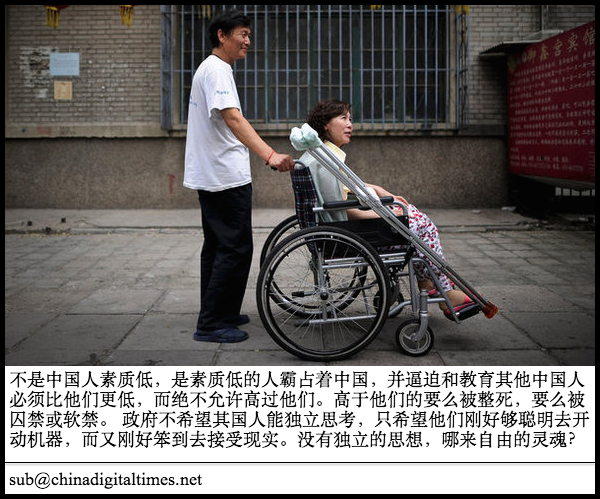 不是中国人素质低，是素质低的人霸占着中国，并逼迫和教育其他中国人
必须比他们更低，而绝不允许高过他们。高于他们的要么被整死，要么被
囚禁或软禁。 政府不希望其国人能独立思考，只希望他们刚好够聪明去开
动机器，而又刚好笨到去接受现实。没有独立的思想，哪来自由的灵魂?
sub@chinadigitaltimes.net